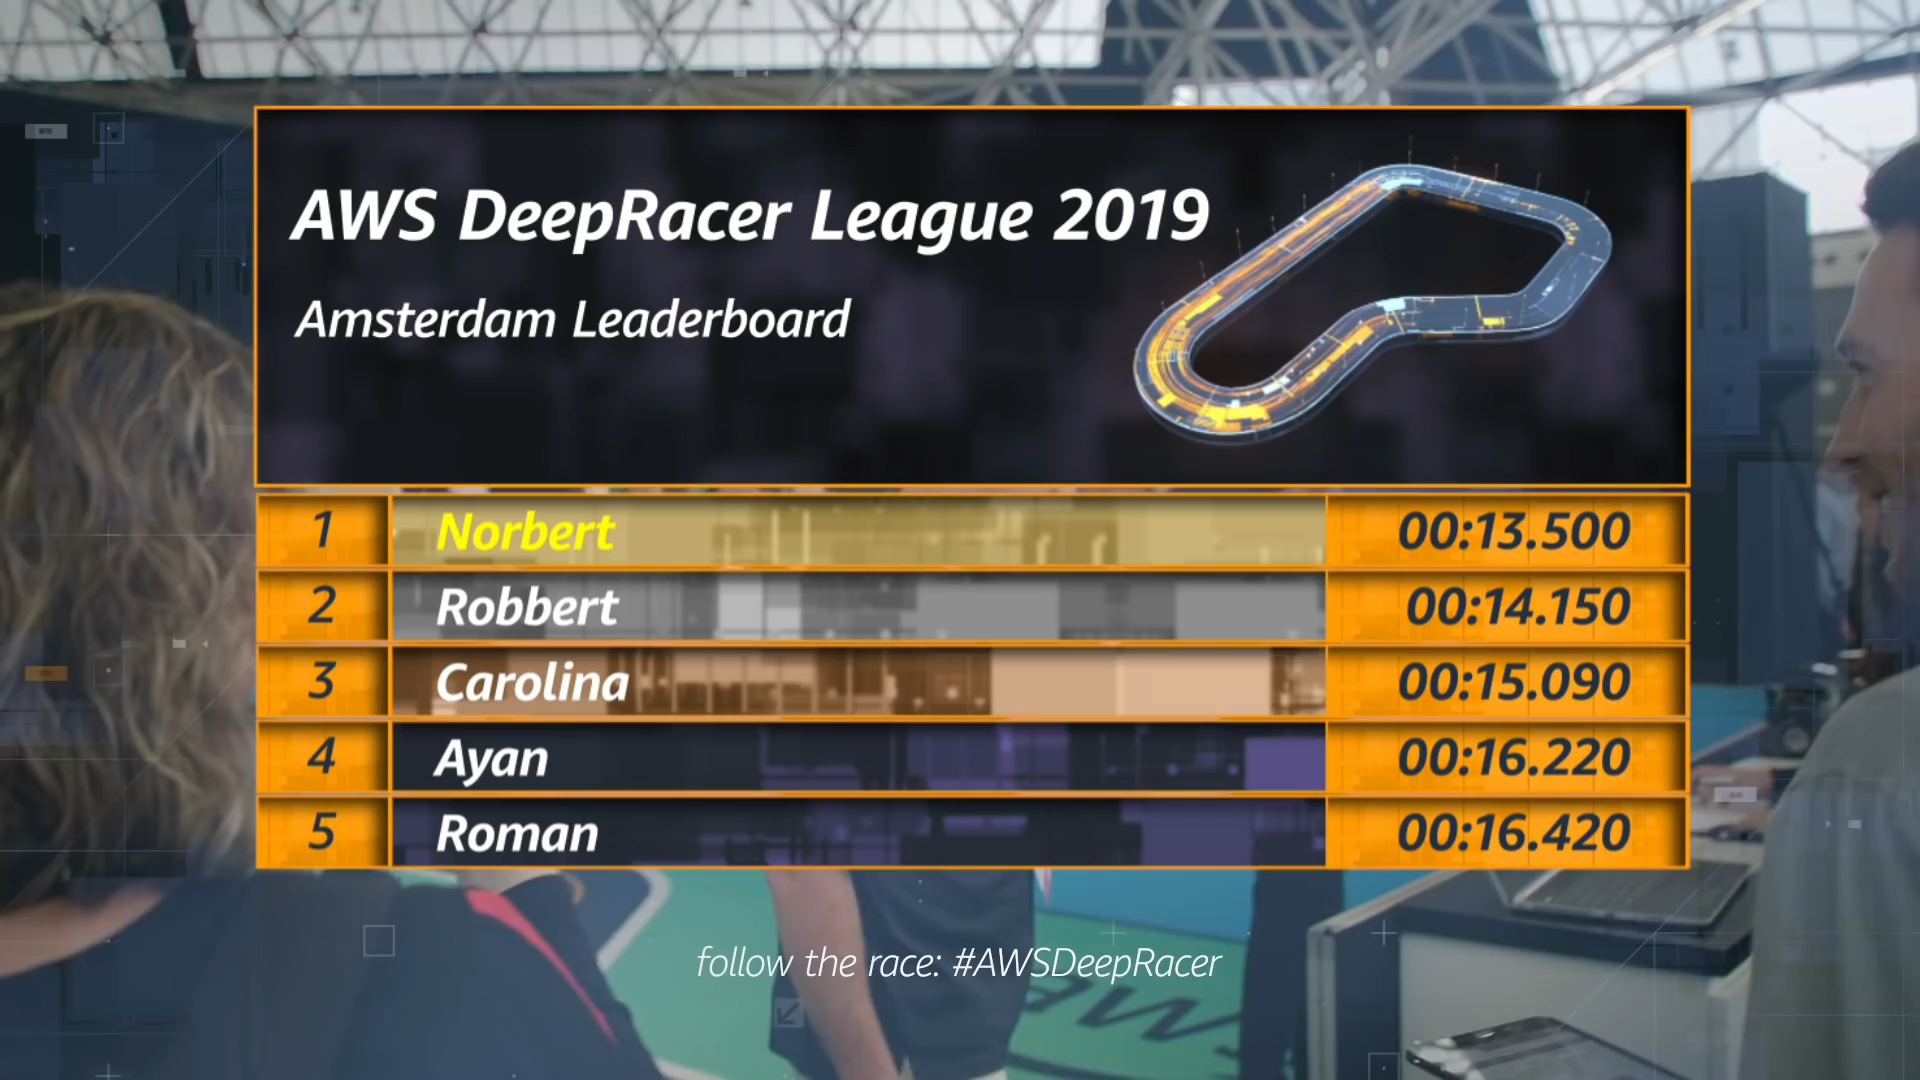 AWS DeepRacer League 2019
Amsterdam Leaderboard
1 Norbert 00:13.500
2 Robbert 00:14.150
3 Carolina 00:15.090
4 Ayan 00:16.220
5 Roman 00:16.420
follow the race: #AWSDeepRacer